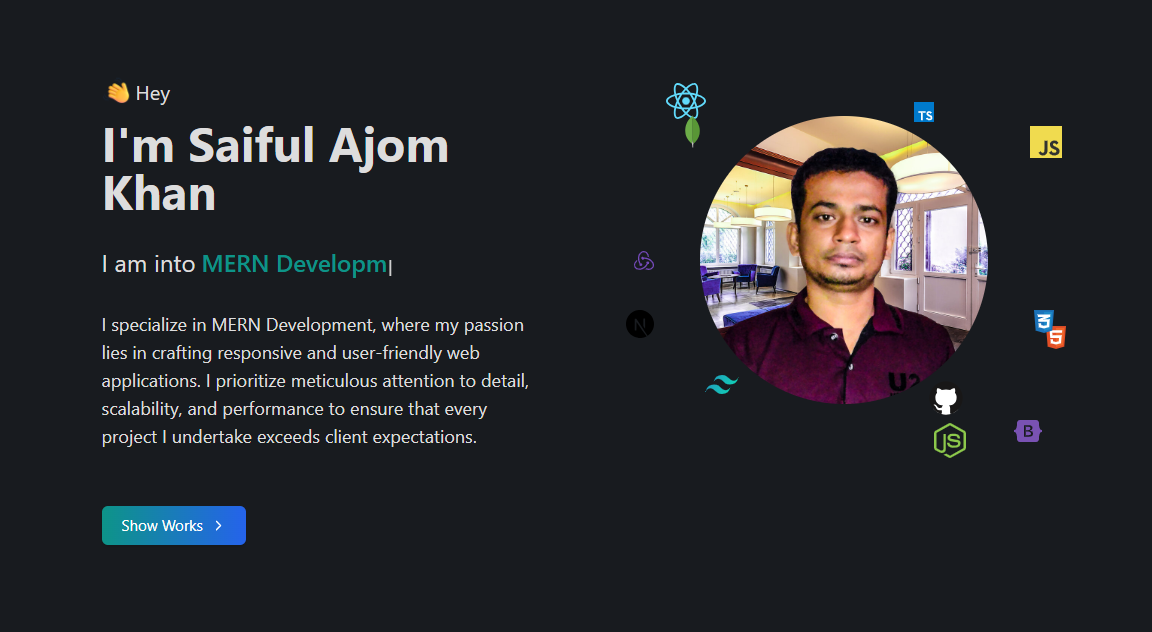 👋 Hey
I'm Saiful Ajom
Khan
I am into MERN Developm|
I specialize in MERN Development, where my passion
lies in crafting responsive and user-friendly web
applications. I prioritize meticulous attention to detail,
scalability, and performance to ensure that every
project I undertake exceeds client expectations.
Show Works >
TS
JS
N
3
5
U2
JS
B